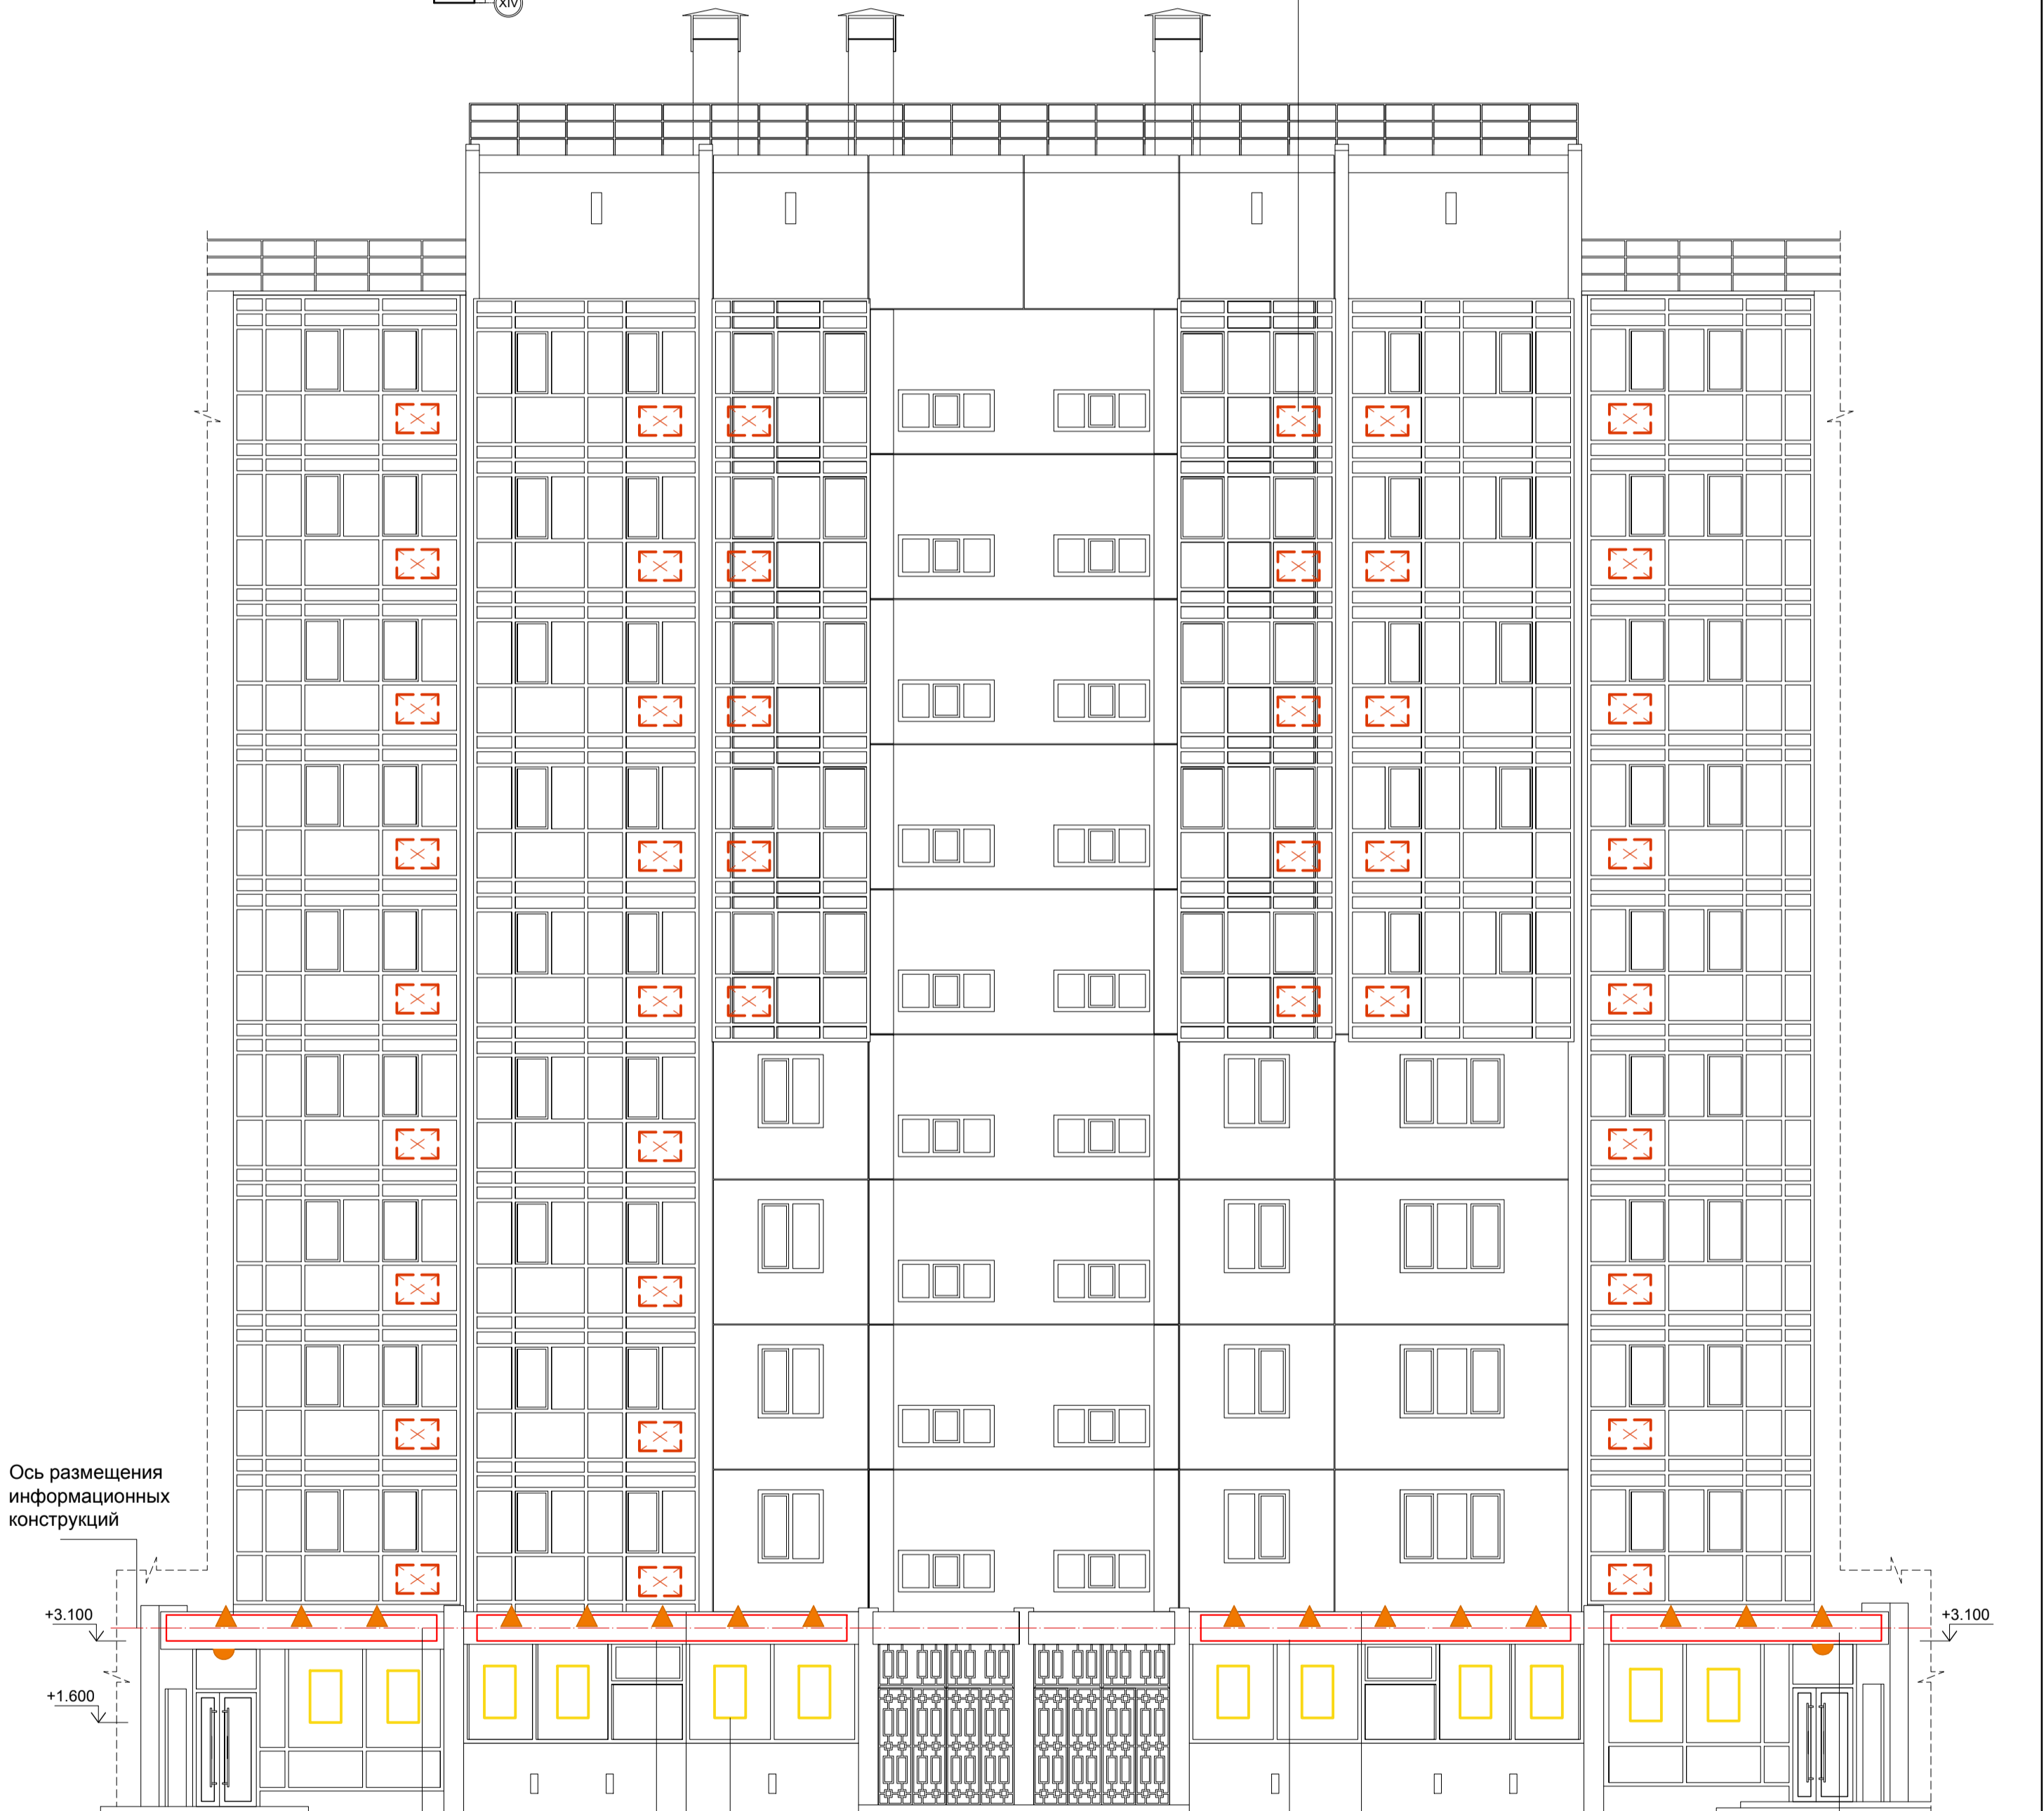 XIV
Ось размещения
информационных
конструкций
+3.100
+3.100
+1.600